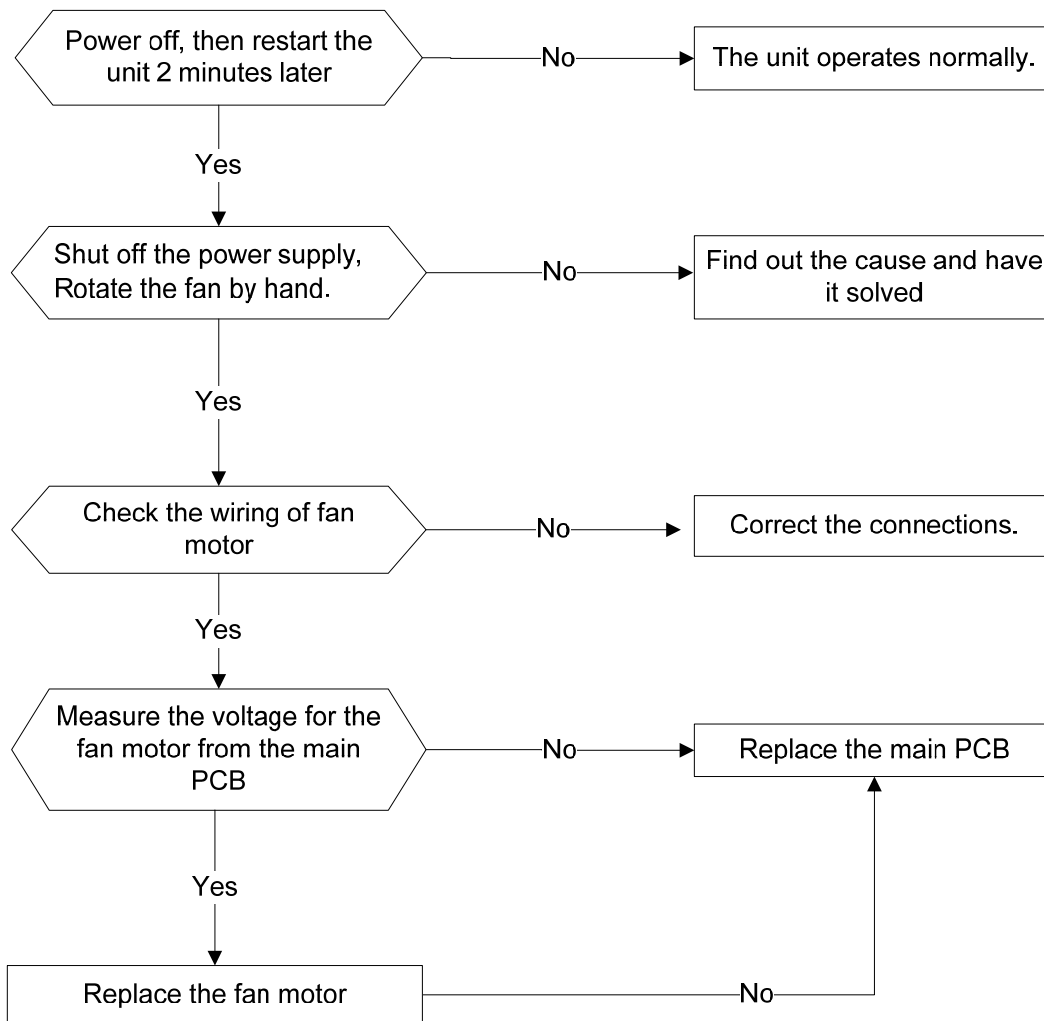 Power off, then restart the
unit 2 minutes later
No
The unit operates normally.
Yes
Shut off the power supply,
Rotate the fan by hand.
No
Find out the cause and have
it solved
Yes
Check the wiring of fan
motor
No
Correct the connections.
Yes
Measure the voltage for the
fan motor from the main
PCB
No
Replace the main PCB
Yes
Replace the fan motor
No